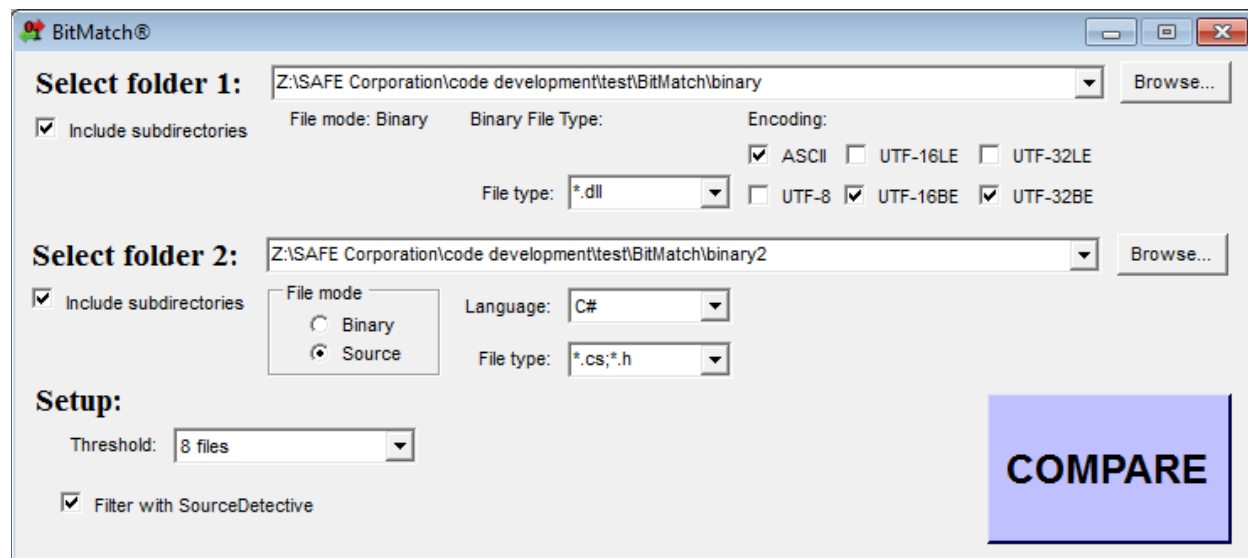 BitMatch®
Select folder 1: Z:\SAFE Corporation\code development\test\BitMatch\binary Browse...
Include subdirectories File mode: Binary Binary File Type: Encoding:
ASCII UTF-16LE UTF-32LE
File type: *.dll UTF-8 UTF-16BE UTF-32BE
Select folder 2: Z:\SAFE Corporation\code development\test\BitMatch\binary2 Browse...
Include subdirectories File mode Language: C#
Binary
Source File type: *.cs;*.h
Setup:
Threshold: 8 files
COMPARE
Filter with SourceDetective